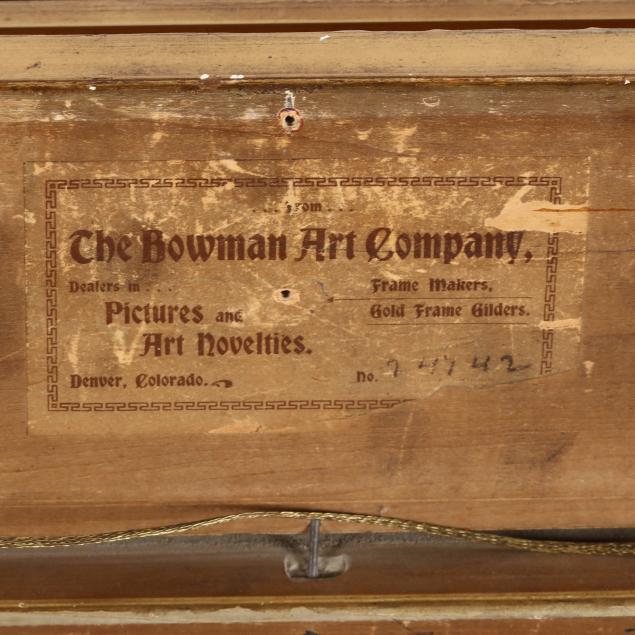 . . . From . . .
The Bowman Art Company,
Dealers in . . .
Pictures and
Art Novelties.
Denver, Colorado.
Frame Makers,
Gold Frame Gilders.
No.